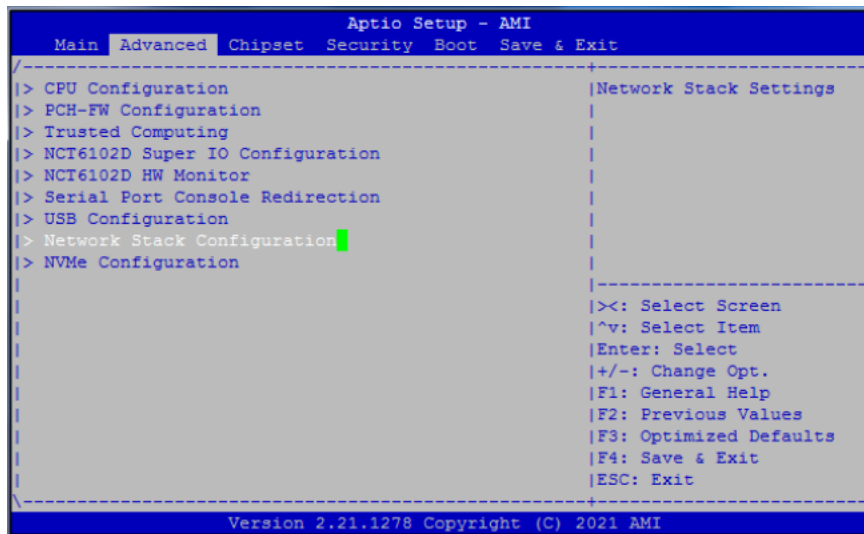 Aptio Setup - AMI
Main Advanced Chipset Security Boot Save & Exit
/----------------------------------------------------+-------------------------
|> CPU Configuration |Network Stack Settings
|> PCH-FW Configuration |
|> Trusted Computing |
|> NCT6102D Super IO Configuration |
|> NCT6102D HW Monitor |
|> Serial Port Console Redirection |
|> USB Configuration |
|> Network Stack Configuration |
|> NVMe Configuration |
| |-------------------------
| |><: Select Screen
| |^v: Select Item
| |Enter: Select
| |+/-: Change Opt.
| |F1: General Help
| |F2: Previous Values
| |F3: Optimized Defaults
| |F4: Save & Exit
| |ESC: Exit
\----------------------------------------------------+-------------------------
Version 2.21.1278 Copyright (C) 2021 AMI